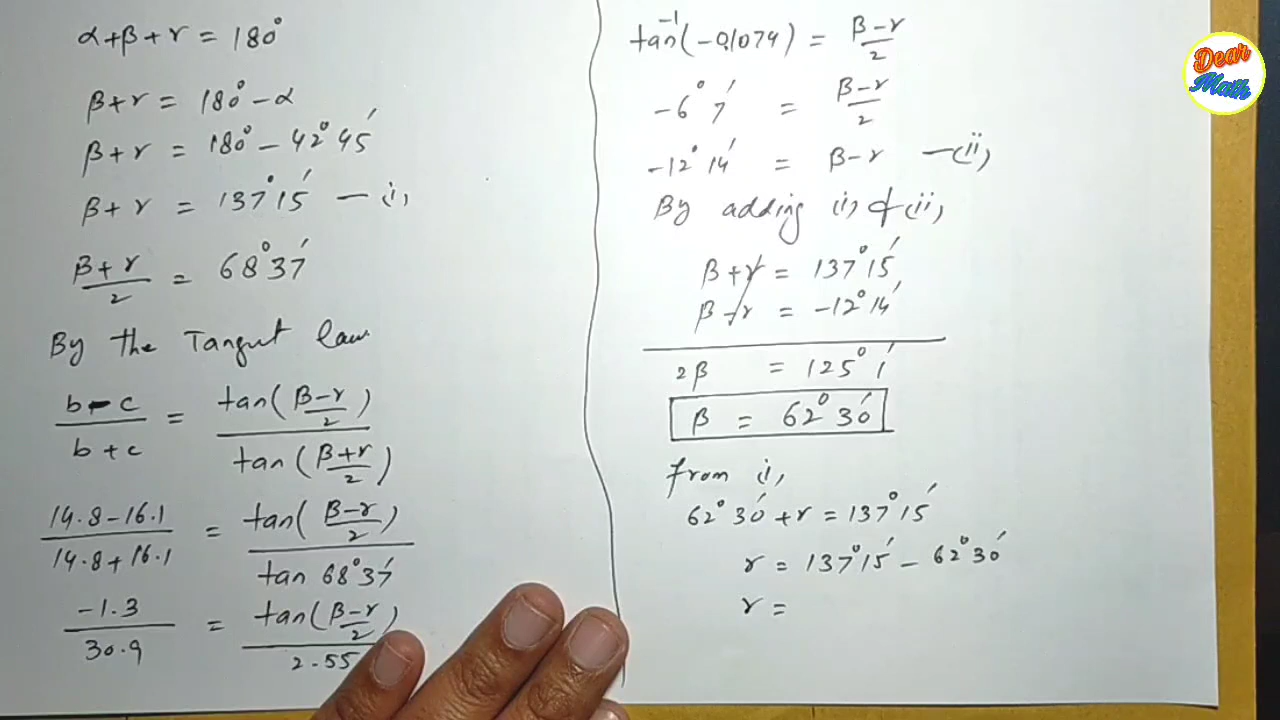 α+β+γ = 180°
β+γ = 180° - α
β+γ = 180° - 42° 45'
β+γ = 137° 15' — (i)
β+γ/2 = 68° 37'
By the Tangent law
b-c/b+c = tan(β-γ/2)/tan(β+γ/2)
14.8-16.1/14.8+16.1 = tan(β-γ/2)/tan 68° 37'
-1.3/30.9 = tan(β-γ/2)/2.55
tan⁻¹(-0.1074) = β-γ/2
-6° 7' = β-γ/2
-12° 14' = β-γ — (ii)
By adding (i) & (ii)
β+γ = 137° 15'
β-γ = -12° 14'
2β = 125° 1'
β = 62° 30'
from (i)
62° 30' + γ = 137° 15'
γ = 137° 15' - 62° 30'
γ =
Dear
Math